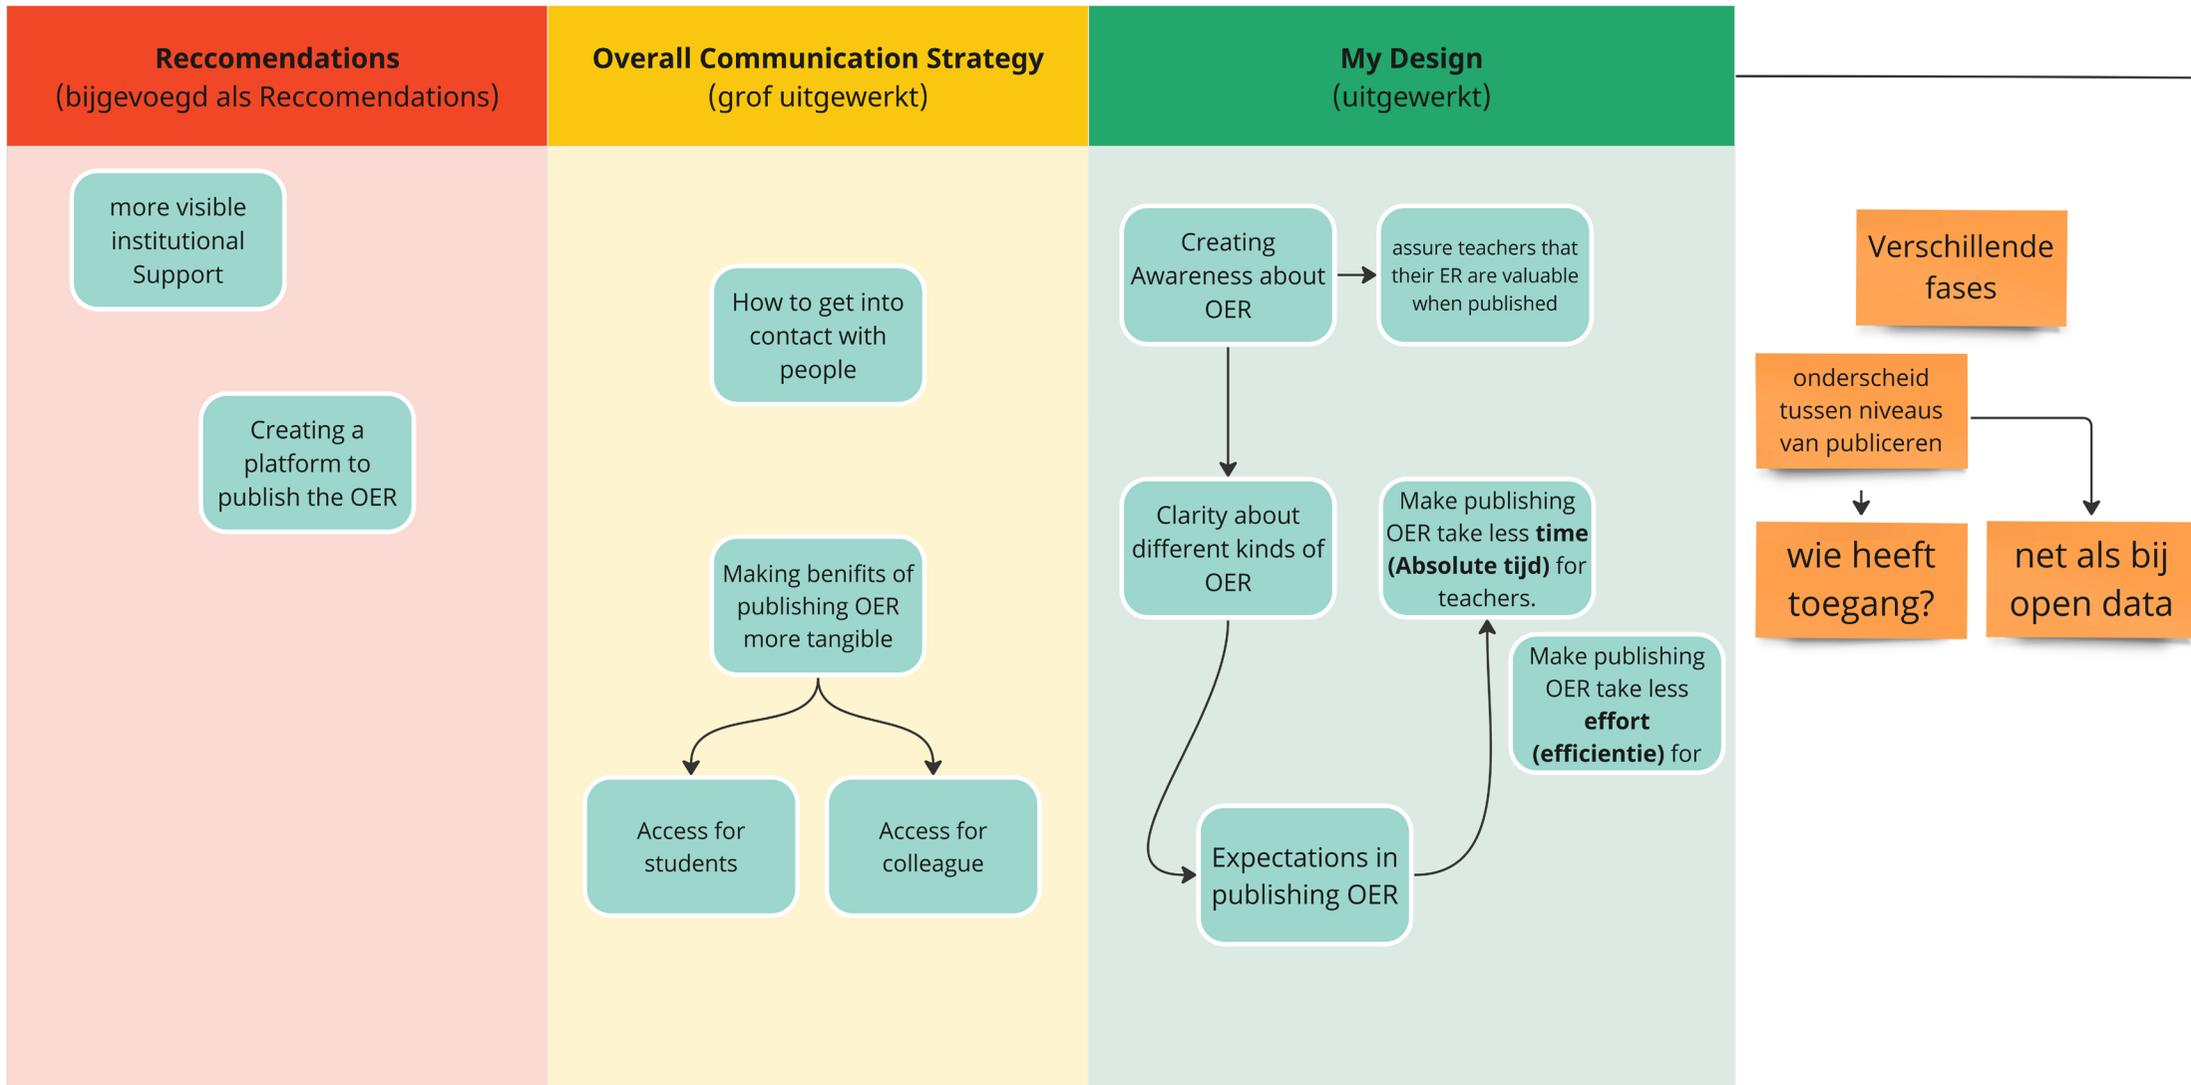 Reccomendations
(bijgevoegd als Reccomendations)
more visible
institutional
Support
Creating a
platform to
publish the OER
Overall Communication Strategy
(grof uitgewerkt)
How to get into
contact with
people
Making benifits of
publishing OER
more tangible
Access for
students
Access for
colleague
My Design
(uitgewerkt)
Creating
Awareness about
OER
assure teachers that
their ER are valuable
when published
Clarity about
different kinds of
OER
Make publishing
OER take less time
(Absolute tijd) for
teachers.
Make publishing
OER take less
effort
(efficientie) for
Expectations in
publishing OER
Verschillende
fases
onderscheid
tussen niveaus
van publiceren
wie heeft
toegang?
net als bij
open data